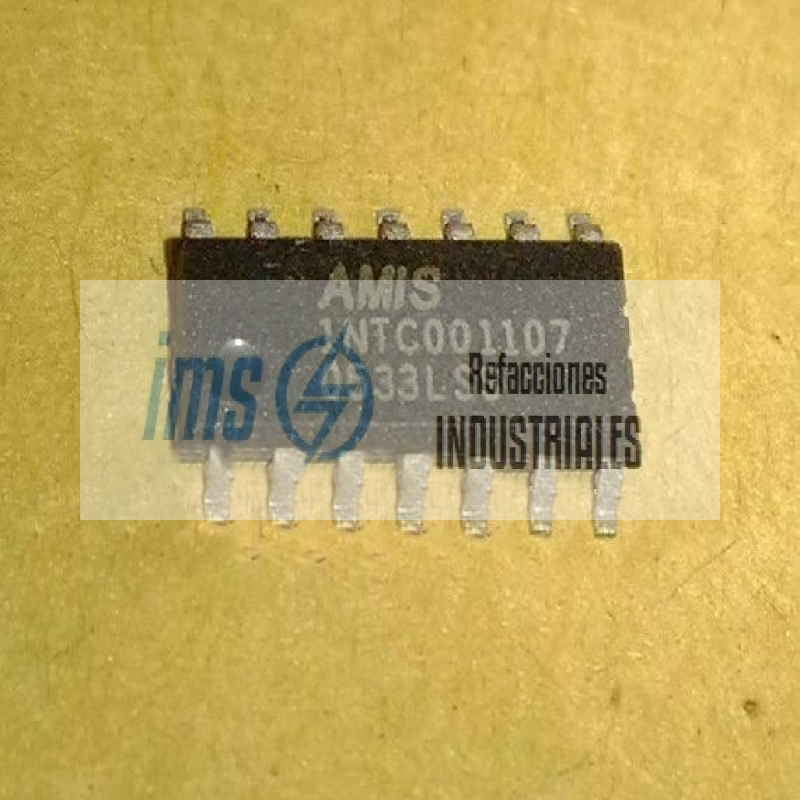 AMIS
1NTC001107
ims
Refacciones
INDUSTRIALES